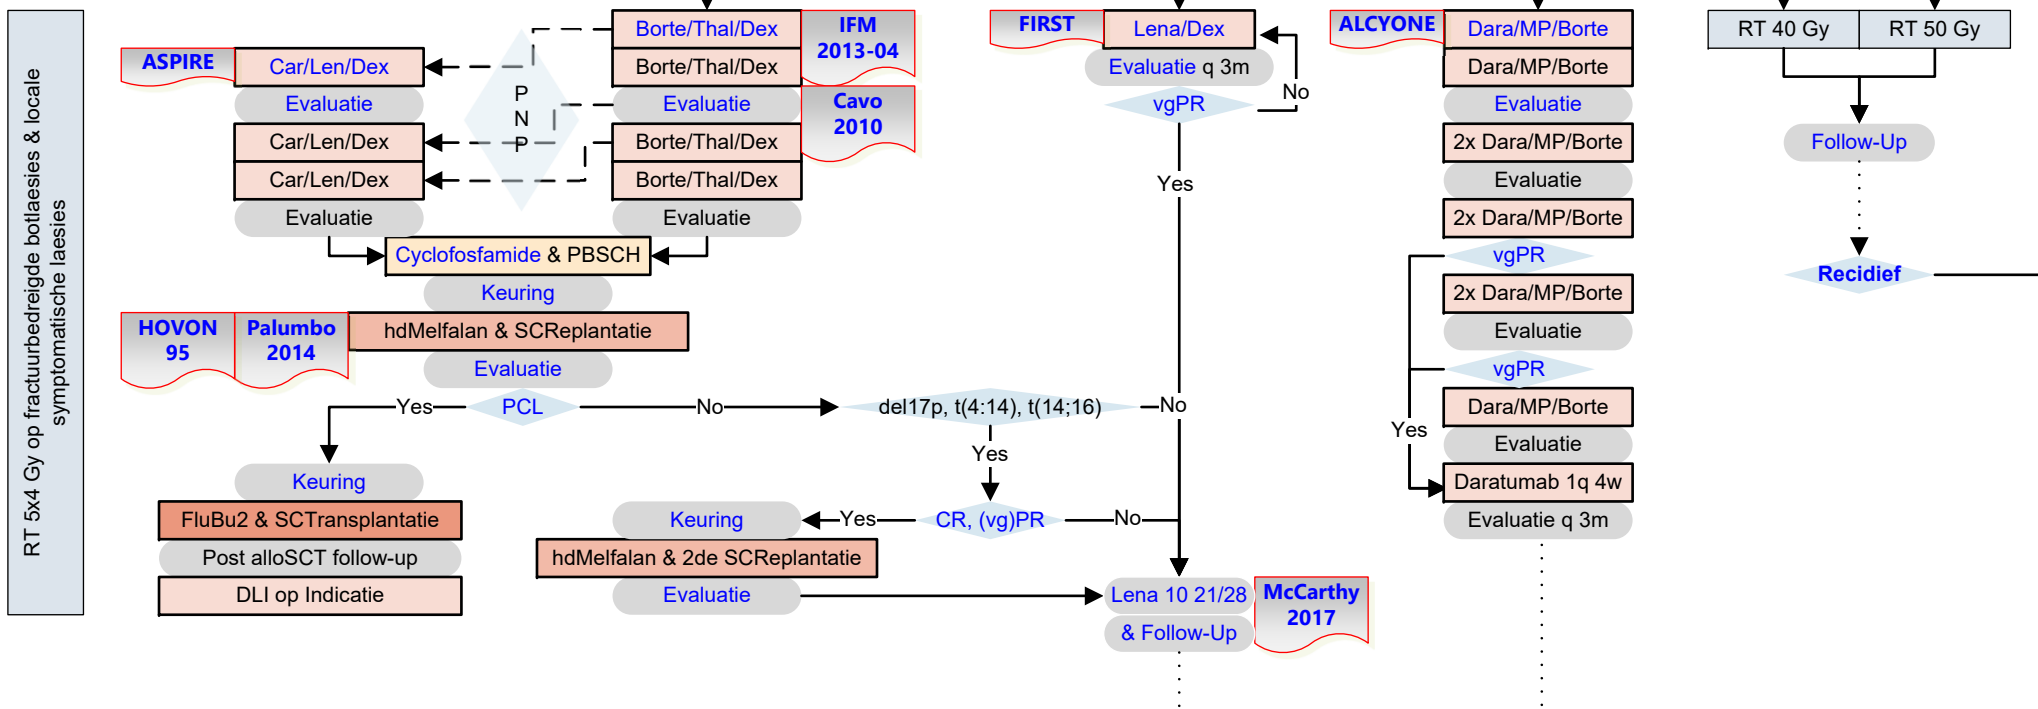 RT 5x4 Gy op fracturbedreigde botlaesies & locale
symptomatische laesies
ASPIRE
Car/Len/Dex
Evaluatie
Car/Len/Dex
Car/Len/Dex
Evaluatie
P
N
P
Borte/Thal/Dex
Borte/Thal/Dex
Evaluatie
Borte/Thal/Dex
Borte/Thal/Dex
Evaluatie
IFM
2013-04
Cavo
2010
Cyclofosfamide & PBSCH
Keuring
HOVON
95
Palumbo
2014
hdMelfalan & SCReplantatie
Evaluatie
Yes
PCL
No
del17p, t(4:14), t(14;16)
No
Yes
Keuring
FluBu2 & SCTransplantatie
Post alloSCT follow-up
DLI op Indicatie
Keuring
Yes
CR, (vg)PR
No
hdMelfalan & 2de SCReplantatie
Evaluatie
FIRST
Lena/Dex
Evaluatie q 3m
vgPR
No
Yes
Lena 10 21/28
& Follow-Up
McCarthy
2017
ALCYONE
Dara/MP/Borte
Dara/MP/Borte
Evaluatie
2x Dara/MP/Borte
Evaluatie
2x Dara/MP/Borte
vgPR
2x Dara/MP/Borte
Evaluatie
vgPR
Dara/MP/Borte
Yes
Evaluatie
Daratumab 1q 4w
Evaluatie q 3m
RT 40 Gy
RT 50 Gy
Follow-Up
Recidief